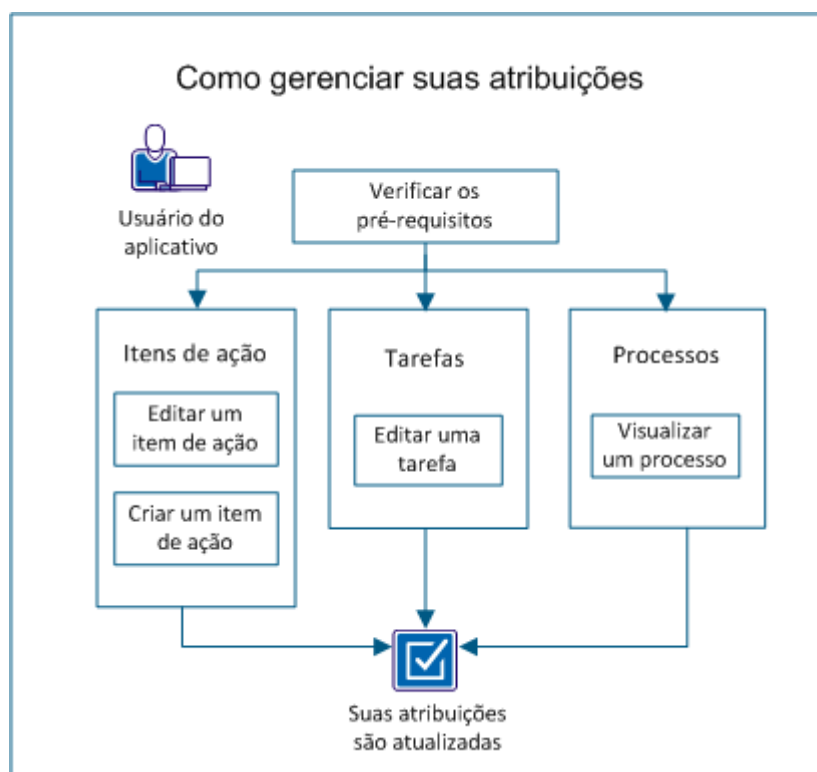 Como gerenciar suas atribuições
Usuário do
aplicativo
Verificar os
pré-requisitos
Itens de ação
Editar um
item de ação
Criar um item
de ação
Tarefas
Editar uma
tarefa
Processos
Visualizar
um processo
Suas atribuições
são atualizadas